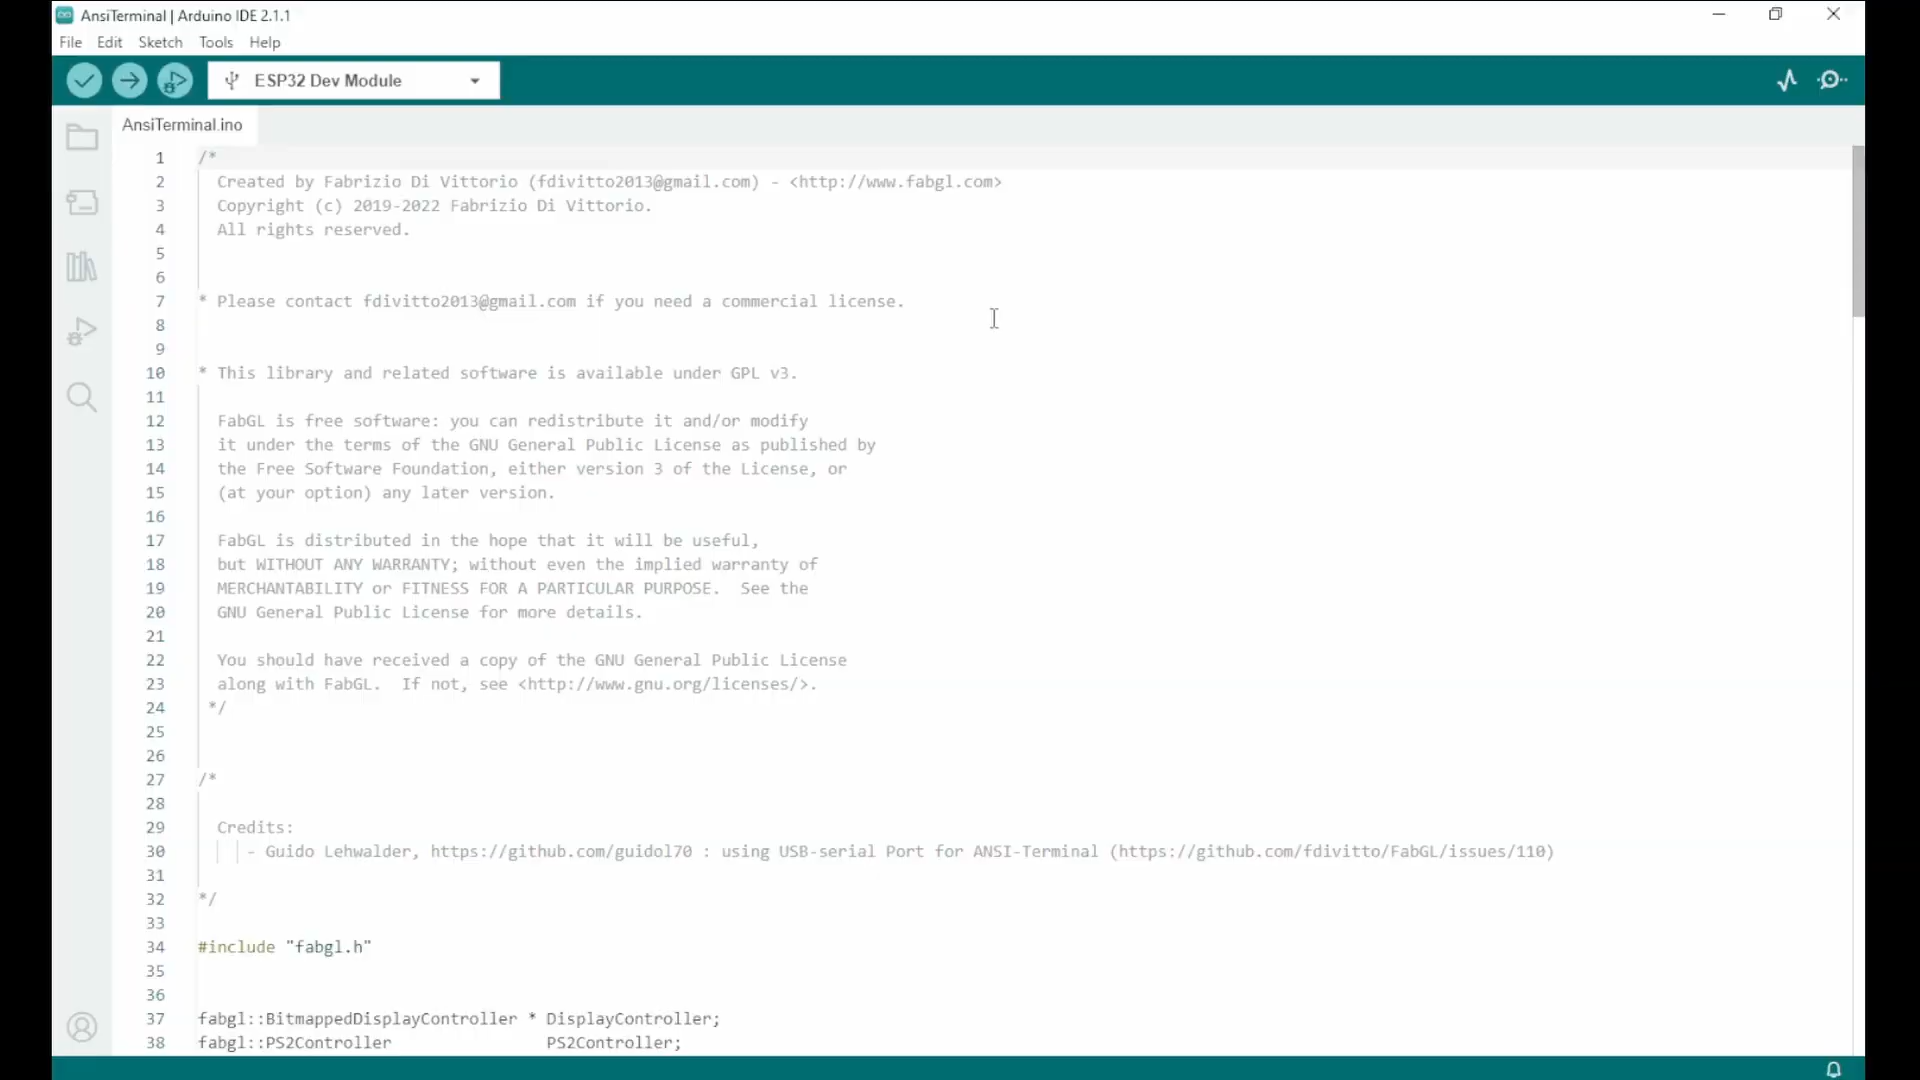 AnsiTerminal | Arduino IDE 2.1.1
File Edit Sketch Tools Help
ESP32 Dev Module
AnsiTerminal.ino
1 /*
2 Created by Fabrizio Di Vittorio (fdivitto2013@gmail.com) - <http://www.fabgl.com>
3 Copyright (c) 2019-2022 Fabrizio Di Vittorio.
4 All rights reserved.
5
6
7 * Please contact fdivitto2013@gmail.com if you need a commercial license.
8
9
10 * This library and related software is available under GPL v3.
11
12 FabGL is free software: you can redistribute it and/or modify
13 it under the terms of the GNU General Public License as published by
14 the Free Software Foundation, either version 3 of the License, or
15 (at your option) any later version.
16
17 FabGL is distributed in the hope that it will be useful,
18 but WITHOUT ANY WARRANTY; without even the implied warranty of
19 MERCHANTABILITY or FITNESS FOR A PARTICULAR PURPOSE.  See the
20 GNU General Public License for more details.
21
22 You should have received a copy of the GNU General Public License
23 along with FabGL.  If not, see <http://www.gnu.org/licenses/>.
24 */
25
26
27 /*
28
29 Credits:
30 - Guido Lehwalder, https://github.com/guidol70 : using USB-serial Port for ANSI-Terminal (https://github.com/fdivitto/FabGL/issues/110)
31
32 */
33
34 #include "fabgl.h"
35
36
37 fabgl::BitmappedDisplayController * DisplayController;
38 fabgl::PS2Controller PS2Controller;